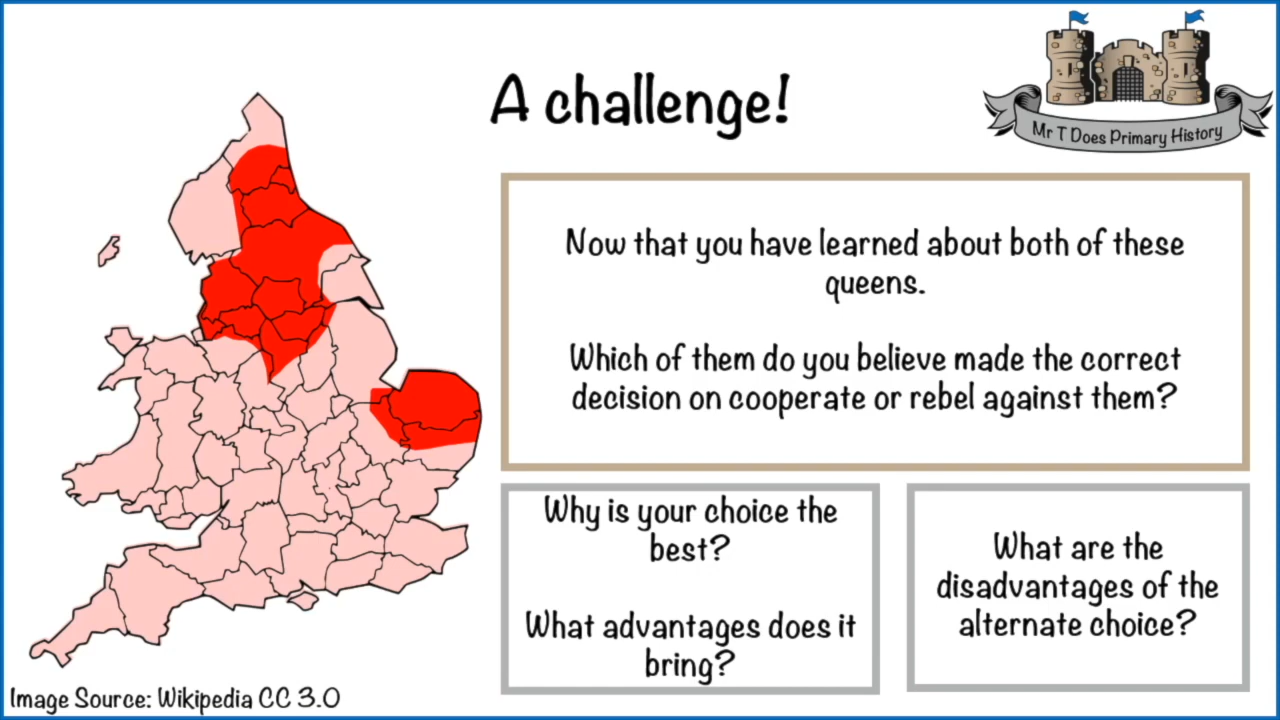 A challenge!
Mr T Does Primary History
Now that you have learned about both of these
queens.
Which of them do you believe made the correct
decision on cooperate or rebel against them?
Why is your choice the
best?
What advantages does it
bring?
What are the
disadvantages of the
alternate choice?
Image Source: Wikipedia CC 3.0